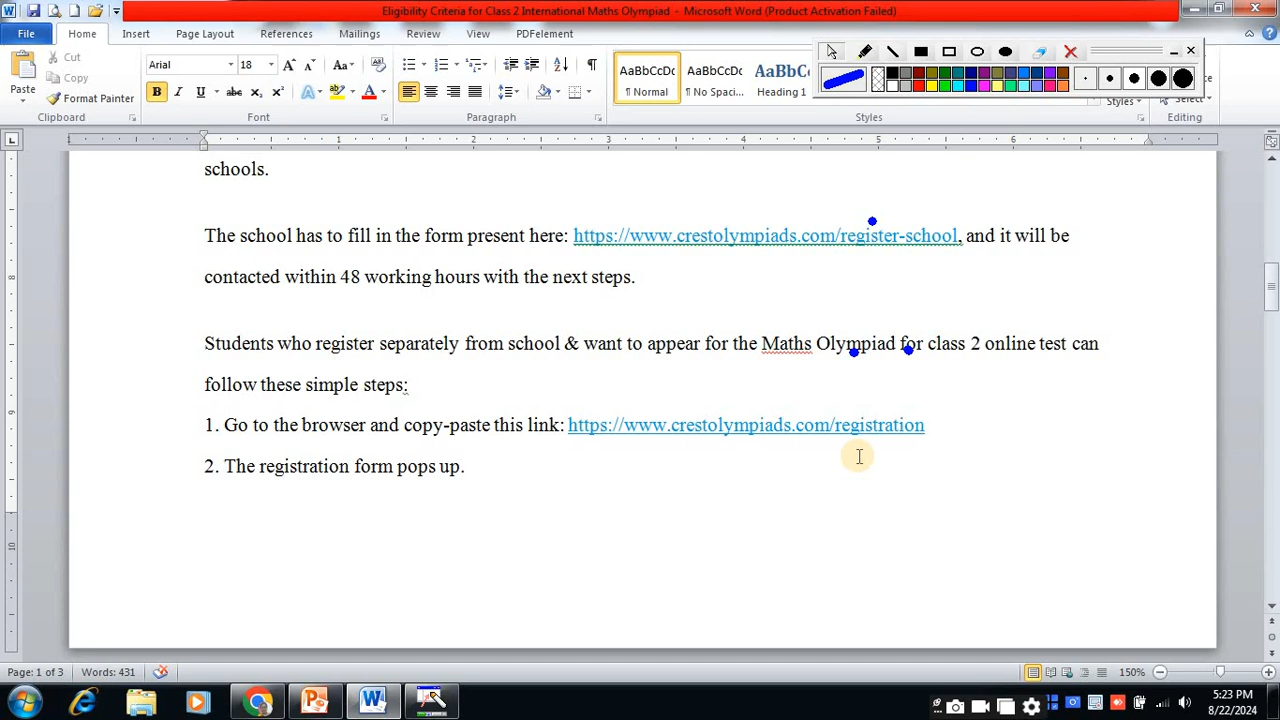 Eligibility Criteria for Class 2 International Maths Olympiad - Microsoft Word (Product Activation Failed)
File Home Insert Page Layout References Mailings Review View PDFelement
Cut
Copy
Format Painter
Paste
Clipboard
Arial 18
Font
Paragraph
AaBbCcDc AaBbCcDc AaBbC
¶ Normal ¶ No Spaci... Heading 1
Styles
Styles
Select
Editing
schools.
The school has to fill in the form present here: https://www.crestolympiads.com/register-school, and it will be
contacted within 48 working hours with the next steps.
Students who register separately from school & want to appear for the Maths Olympiad for class 2 online test can
follow these simple steps:
1. Go to the browser and copy-paste this link: https://www.crestolympiads.com/registration
2. The registration form pops up.
Page: 1 of 3 Words: 431 150%
5:23 PM
8/22/2024